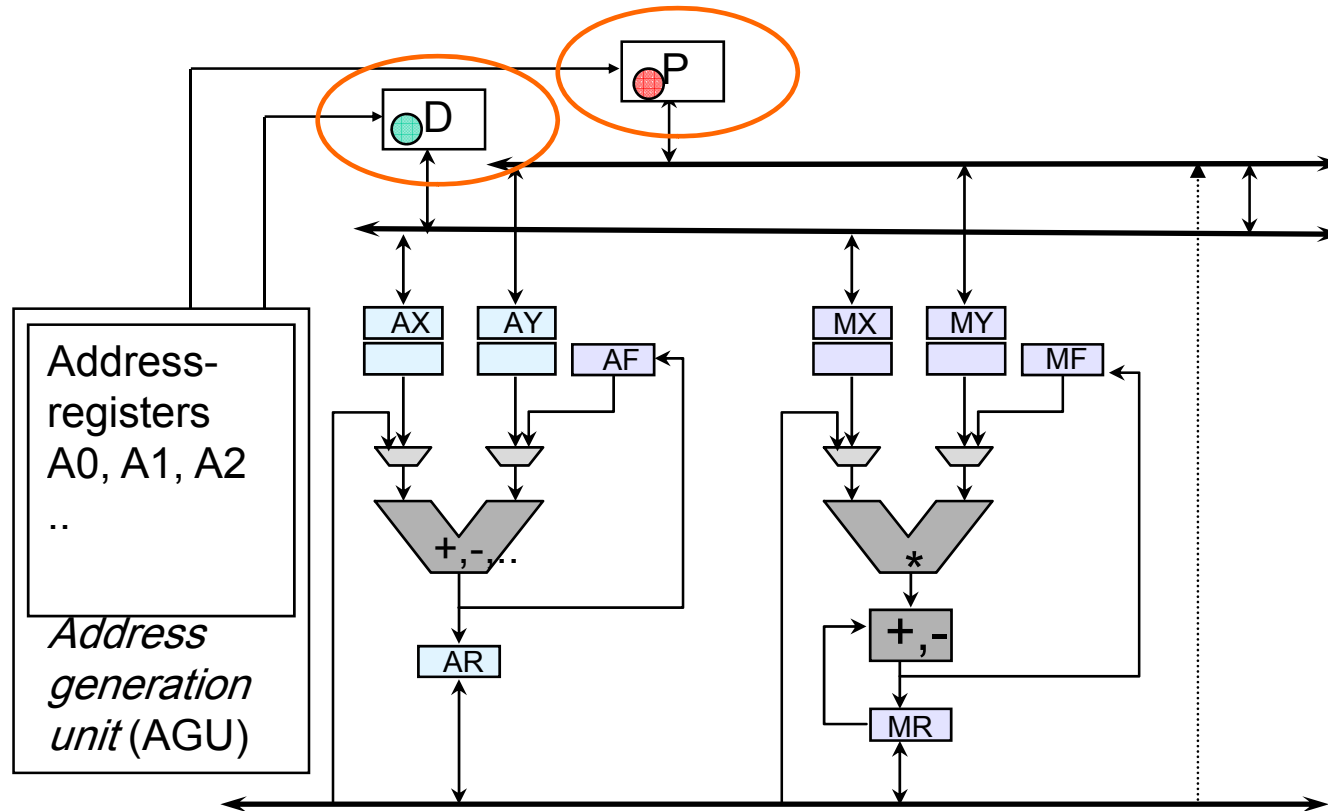 P
D
AX
AY
AF
MX
MY
MF
Address-
registers
A0, A1, A2
..
Address
generation
unit (AGU)
+,-,..
*
+,-
AR
MR